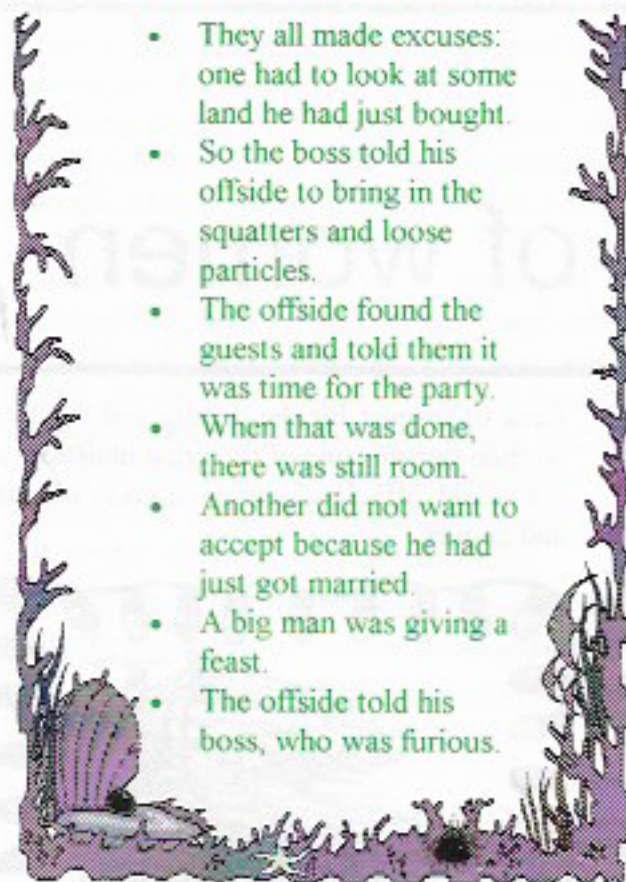 • They all made excuses:
one had to look at some
land he had just bought.
• So the boss told his
offside to bring in the
squatters and loose
particles.
• The offside found the
guests and told them it
was time for the party.
• When that was done,
there was still room.
• Another did not want to
accept because he had
just got married.
• A big man was giving a
feast.
• The offside told his
boss, who was furious.